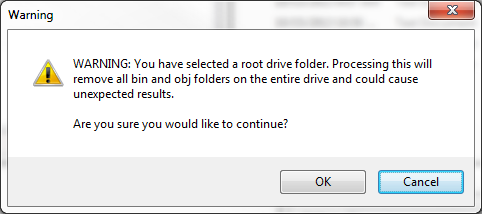 Warning
WARNING: You have selected a root drive folder. Processing this will
remove all bin and obj folders on the entire drive and could cause
unexpected results.
Are you sure you would like to continue?
OK
Cancel